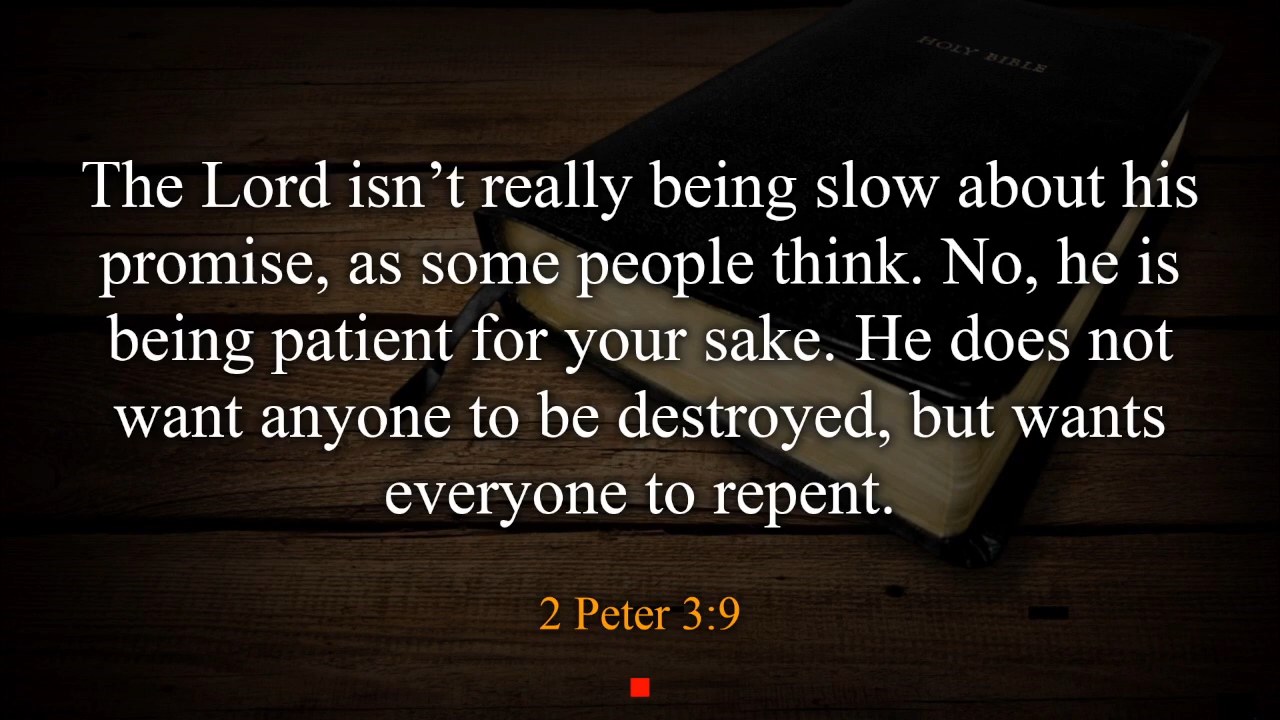 HOLY BIBLE
The Lord isn’t really being slow about his
promise, as some people think. No, he is
being patient for your sake. He does not
want anyone to be destroyed, but wants
everyone to repent.
2 Peter 3:9